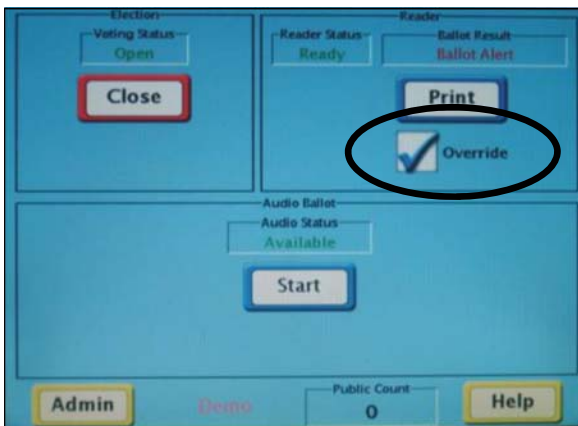 Election
Voting Status
Open
Close
Reader
Reader Status
Ready
Ballot Result
Ballot Alert
Print
Override
Audio Ballot
Audio Status
Available
Start
Admin
Demo
Public Count
0
Help